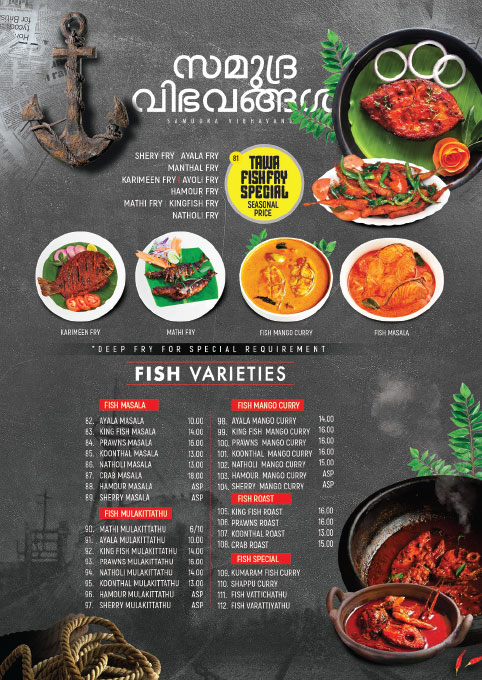 സമുദ്ര
വിഭവങ്ങൾ
SAMUDRA VIBHAVANGAL
SHERY FRY | AYALA FRY
MANTHAL FRY
KARIMEEN FRY | AVOLI FRY
HAMOUR FRY
MATHI FRY | KINGFISH FRY
NATHOLI FRY
81
TAWA
FISH FRY
SPECIAL
SEASONAL
PRICE
KARIMEEN FRY
MATHI FRY
FISH MANGO CURRY
FISH MASALA
*DEEP FRY FOR SPECIAL REQUIREMENT
FISH VARIETIES
FISH MASALA
82. AYALA MASALA 10.00
83. KING FISH MASALA 14.00
84. PRAWNS MASALA 16.00
85. KOONTHAL MASALA 13.00
86. NATHOLI MASALA 13.00
87. CRAB MASALA 18.00
88. HAMOUR MASALA ASP
89. SHERRY MASALA ASP
FISH MULAKITTATHU
90. MATHI MULAKITTATHU 6/10
91. AYALA MULAKITTATHU 10.00
92. KING FISH MULAKITTATHU 14.00
93. PRAWNS MULAKITTATHU 16.00
94. NATHOLI MULAKITTATHU 14.00
95. KOONTHAL MULAKITTATHU 13.00
96. HAMOUR MULAKITTATHU ASP
97. SHERRY MULAKITTATHU ASP
FISH MANGO CURRY
98. AYALA MANGO CURRY 14.00
99. KING FISH MANGO CURRY 16.00
100. PRAWNS MANGO CURRY 16.00
101. KOONTHAL MANGO CURRY 16.00
102. NATHOLI MANGO CURRY 15.00
103. HAMOUR MANGO CURRY ASP
104. SHERRY MANGO CURRY ASP
FISH ROAST
105. KING FISH ROAST 16.00
106. PRAWNS ROAST 16.00
107. KOONTHAL ROAST 13.00
108. CRAB ROAST 15.00
FISH SPECIAL
109. KUMARAM FISH CURRY
110. SHAPPU CURRY
111. FISH VATTICHATHU
112. FISH VARATTIYATHU